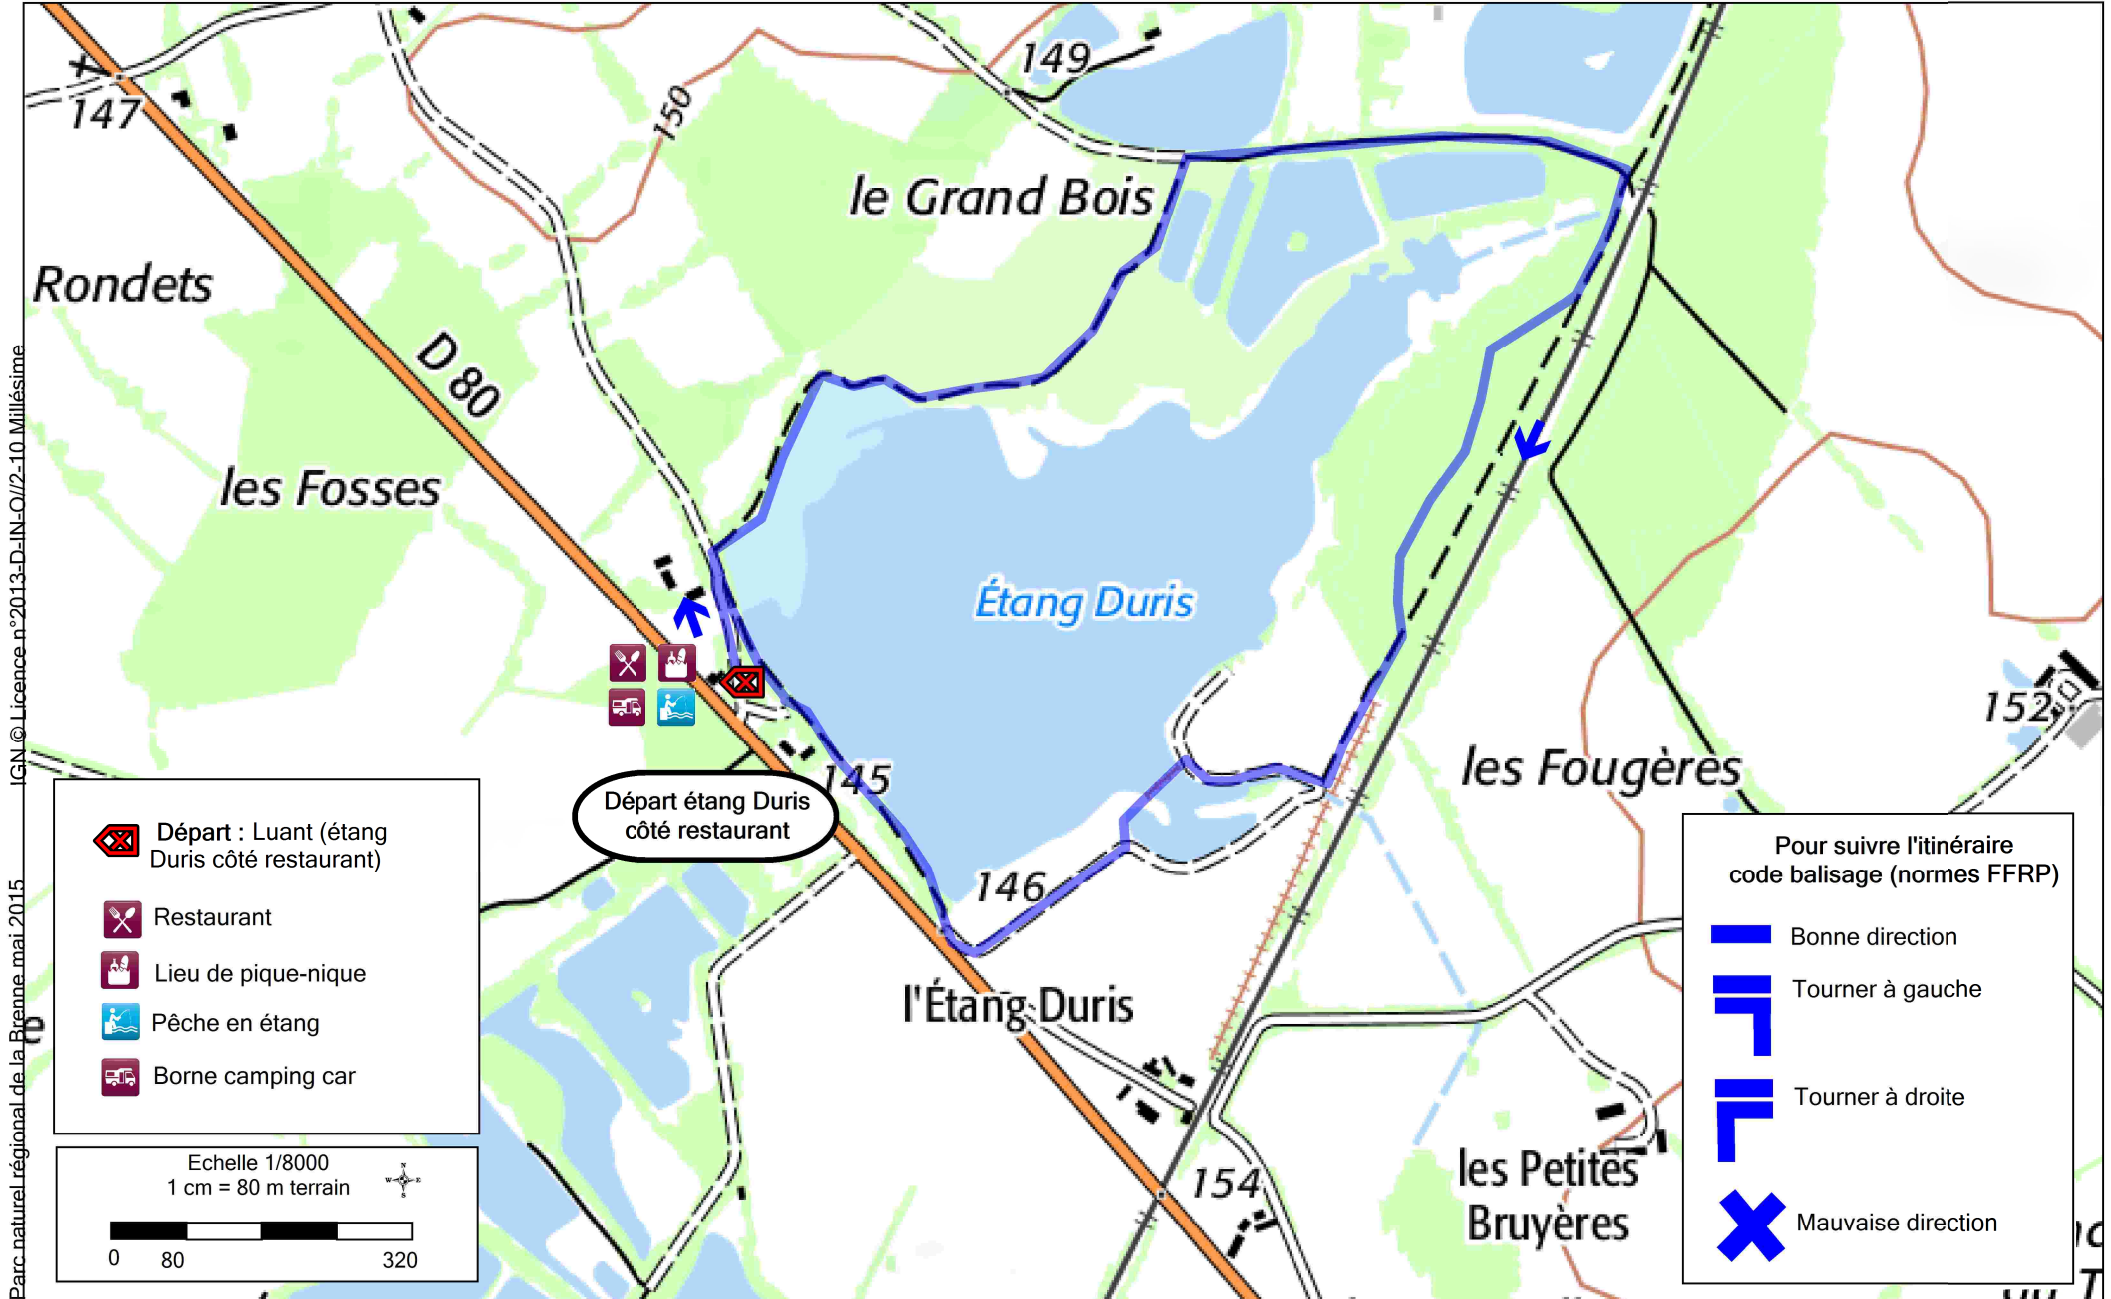 149
147
150
le Grand Bois
Rondets
D 80
les Fosses
Étang Duris
152
les Fougères
145
Départ étang Duris
côté restaurant
146
l'Étang Duris
154
les Petites
Bruyères
IGN © Licence n°2013-D-IN-O//2-10 Millésime
Parc naturel régional de la Brenne mai 2015
Départ : Luant (étang
Duris côté restaurant)
Restaurant
Lieu de pique-nique
Pêche en étang
Borne camping car
Echelle 1/8000
1 cm = 80 m terrain
N
W E
S
0 80 320
Pour suivre l'itinéraire
code balisage (normes FFRP)
Bonne direction
Tourner à gauche
Tourner à droite
Mauvaise direction